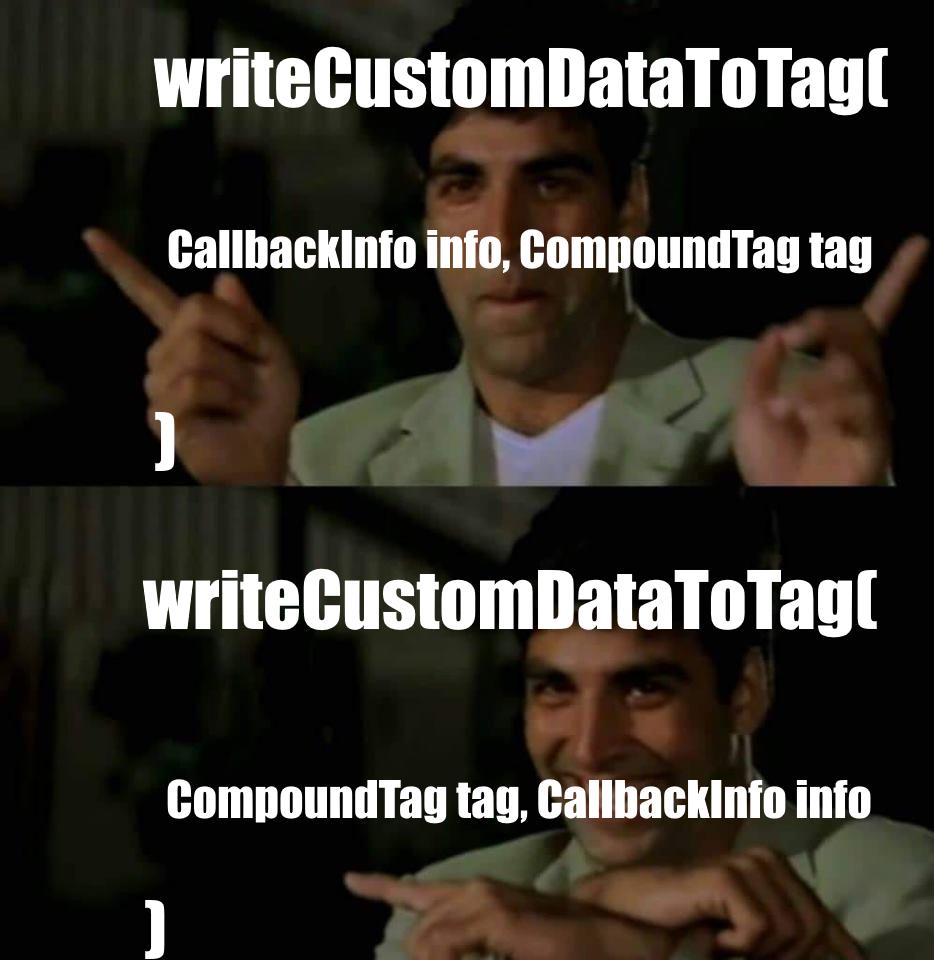 writeCustomDataToTag(
CallbackInfo info, CompoundTag tag
)
writeCustomDataToTag(
CompoundTag tag, CallbackInfo info
)